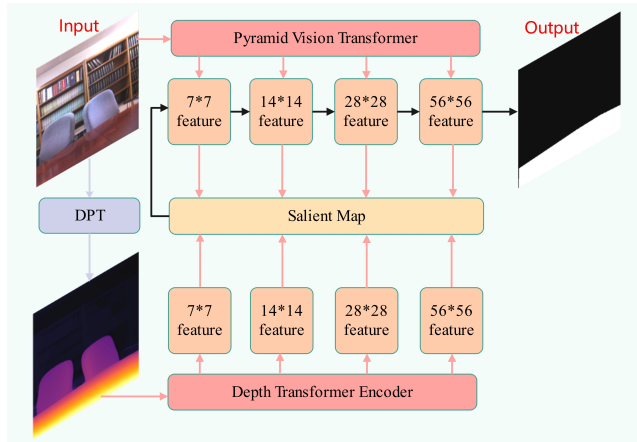 Input
Pyramid Vision Transformer
Output
7*7
feature
14*14
feature
28*28
feature
56*56
feature
DPT
Salient Map
7*7
feature
14*14
feature
28*28
feature
56*56
feature
Depth Transformer Encoder